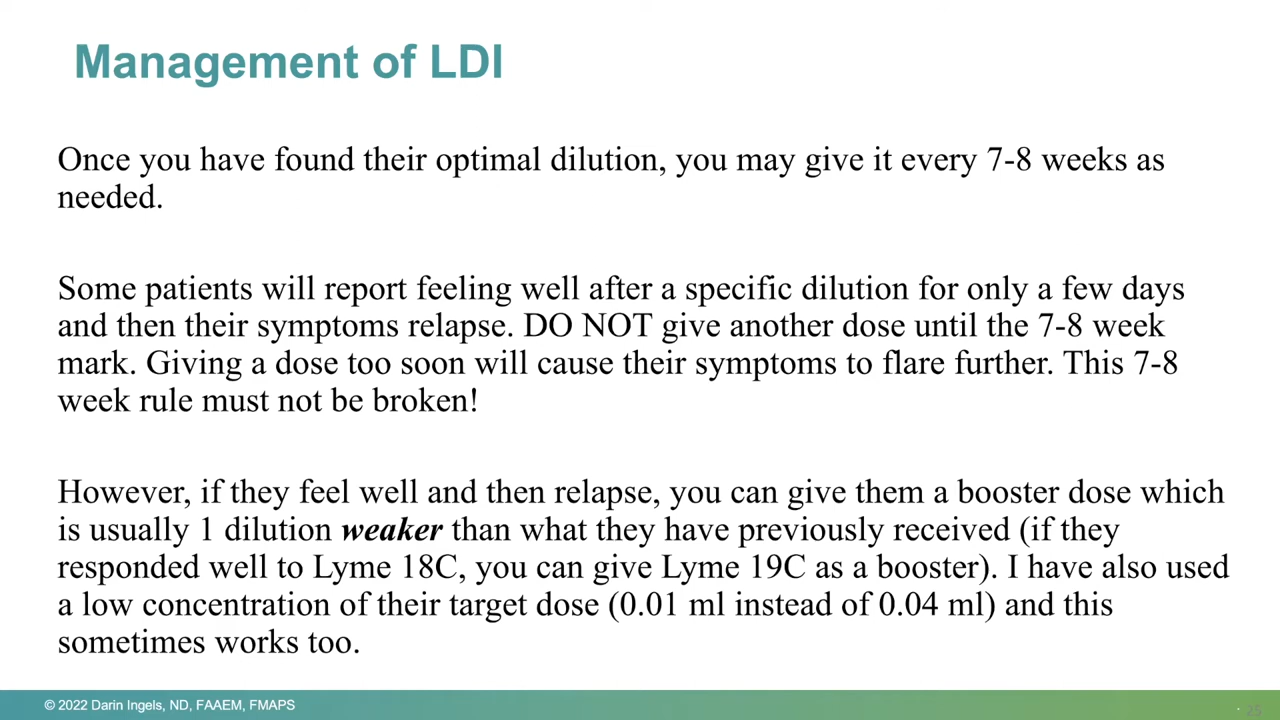 Management of LDI
Once you have found their optimal dilution, you may give it every 7-8 weeks as
needed.
Some patients will report feeling well after a specific dilution for only a few days
and then their symptoms relapse. DO NOT give another dose until the 7-8 week
mark. Giving a dose too soon will cause their symptoms to flare further. This 7-8
week rule must not be broken!
However, if they feel well and then relapse, you can give them a booster dose which
is usually 1 dilution weaker than what they have previously received (if they
responded well to Lyme 18C, you can give Lyme 19C as a booster). I have also used
a low concentration of their target dose (0.01 ml instead of 0.04 ml) and this
sometimes works too.
© 2022 Darin Ingels, ND, FAAEM, FMAPS
25